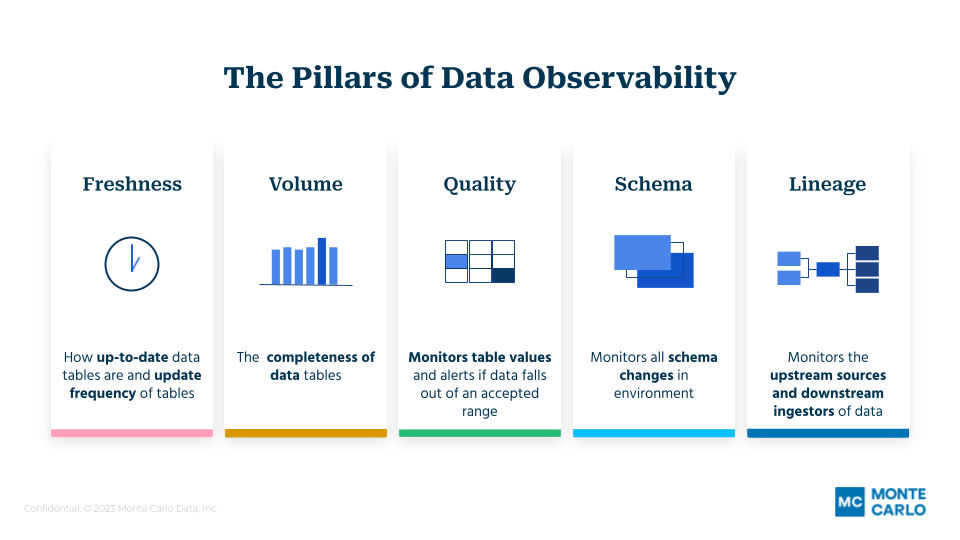 The Pillars of Data Observability
Freshness
Volume
Quality
Schema
Lineage
How up-to-date data
tables are and update
frequency of tables
The completeness of
data tables
Monitors table values
and alerts if data falls
out of an accepted
range
Monitors all schema
changes in
environment
Monitors the
upstream sources
and downstream
ingestors of data
Confidential. © 2023 Monte Carlo Data, Inc.
MC
MONTE
CARLO